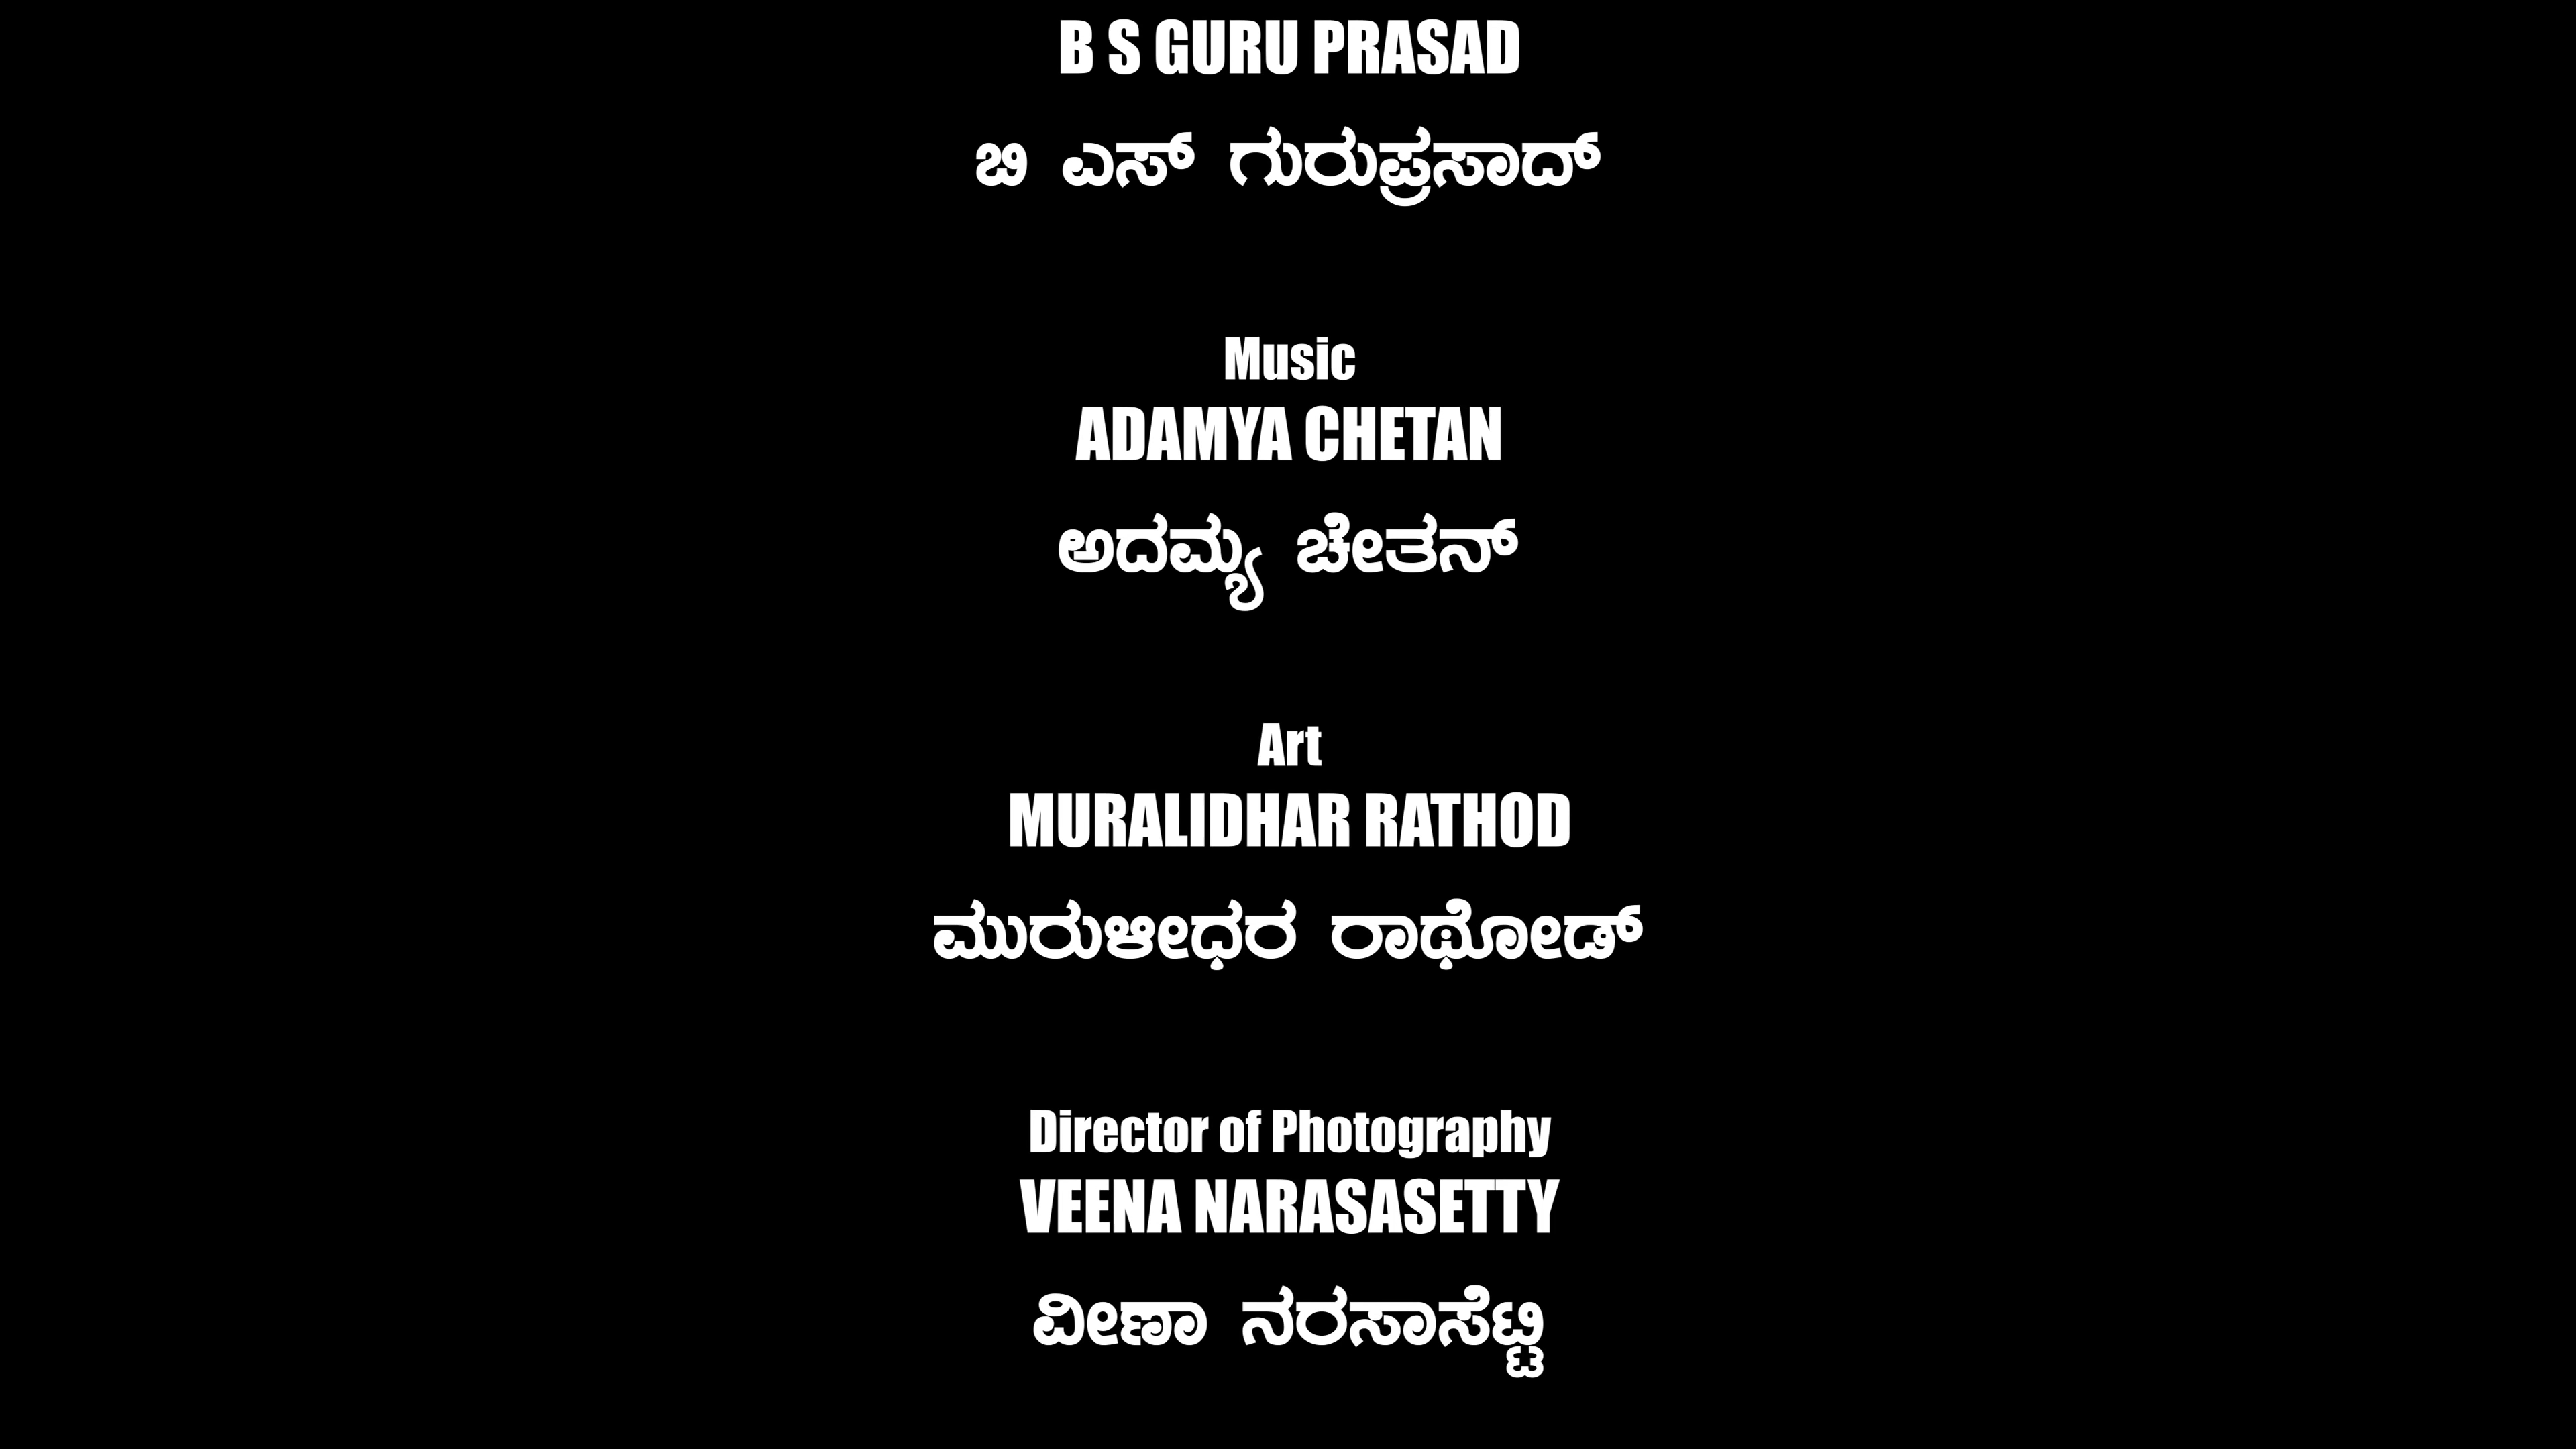 B S GURU PRASAD
ಬಿ ಎಸ್ ಗುರುಪ್ರಸಾದ್
Music
ADAMYA CHETAN
ಅದಮ್ಯ ಚೇತನ್
Art
MURALIDHAR RATHOD
ಮುರುಳೀಧರ ರಾಥೋಡ್
Director of Photography
VEENA NARASASETTY
ವೀಣಾ ನರಸಾಸೆಟ್ಟಿ